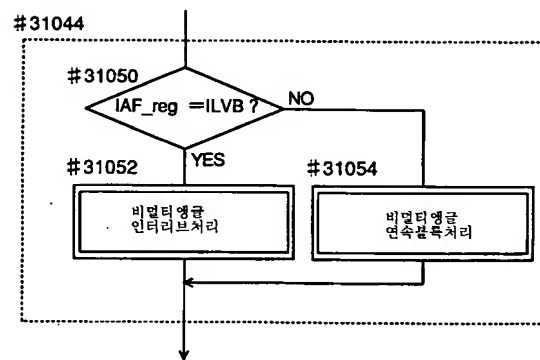 #31044
#31050
IAF_reg =ILVB ?
NO
YES
#31052
#31054
비멀티앵글
인터리브처리
비멀티앵글
연속블록처리